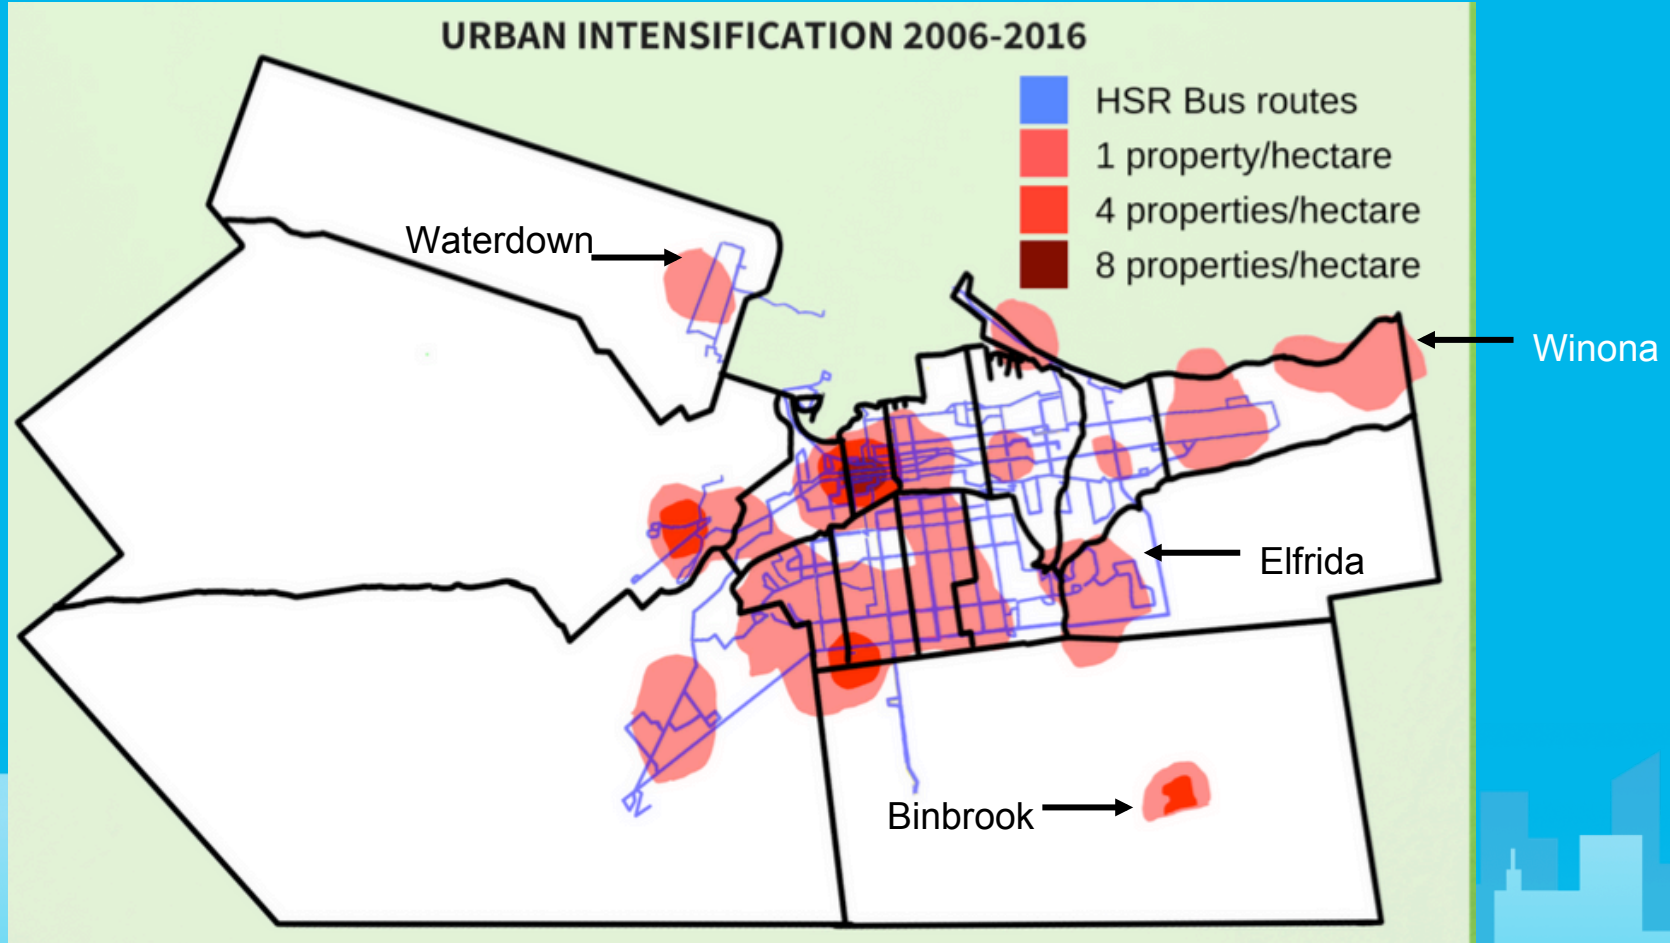 URBAN INTENSIFICATION 2006-2016
HSR Bus routes
1 property/hectare
4 properties/hectare
8 properties/hectare
Waterdown
Winona
Elfrida
Binbrook